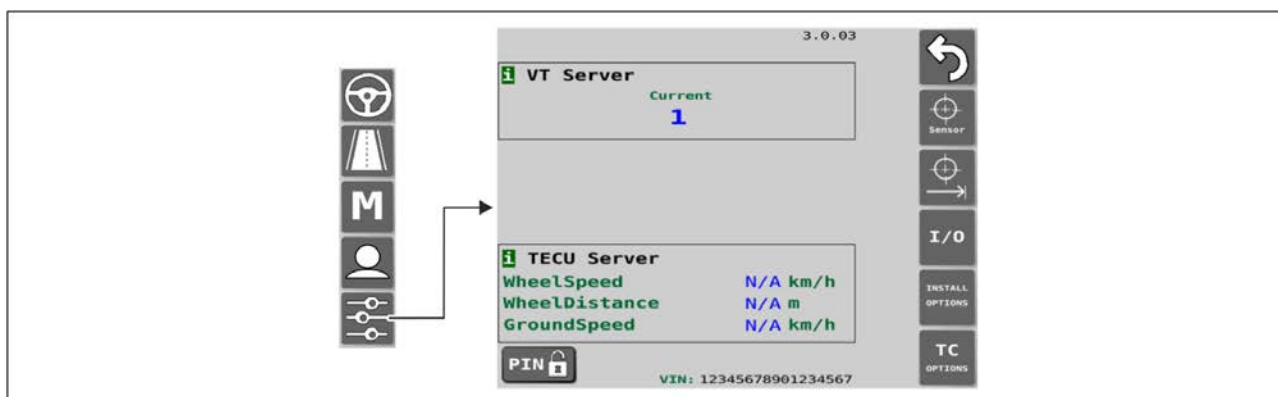 3.0.03
i VT Server
Current
1
i TECU Server
WheelSpeed N/A km/h
WheelDistance N/A m
GroundSpeed N/A km/h
PIN
VIN: 12345678901234567
M
Sensor
I/O
INSTALL
OPTIONS
TC
OPTIONS